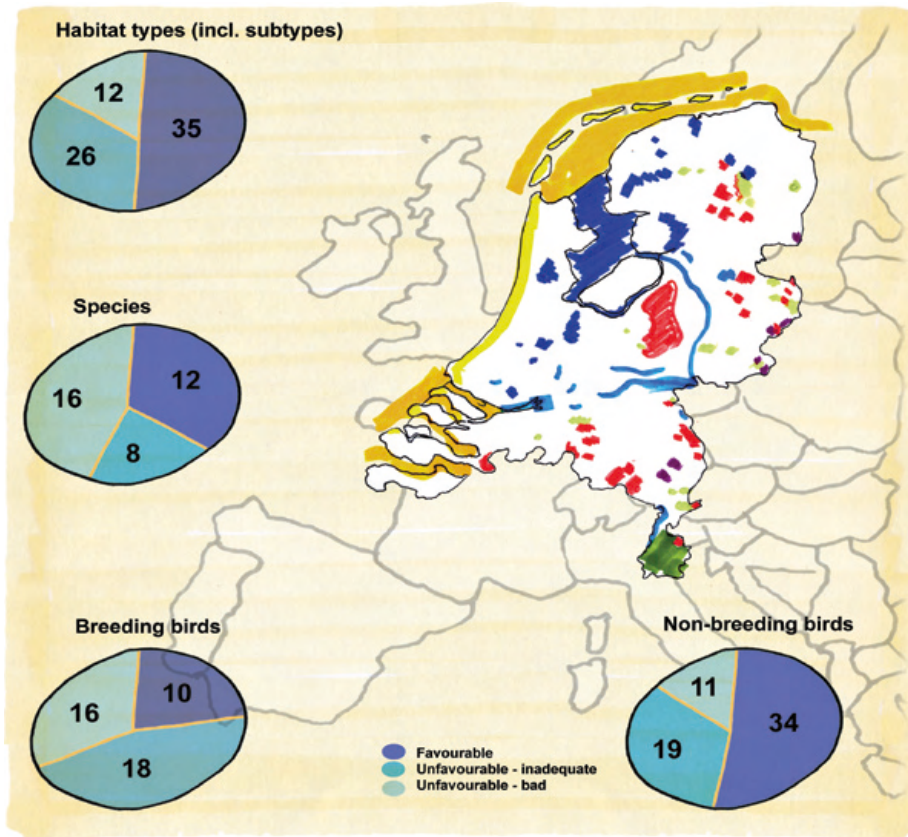 Habitat types (incl. subtypes)
12
35
26
Species
16
12
8
Breeding birds
16
10
18
Non-breeding birds
11
34
19
Favourable
Unfavourable - inadequate
Unfavourable - bad